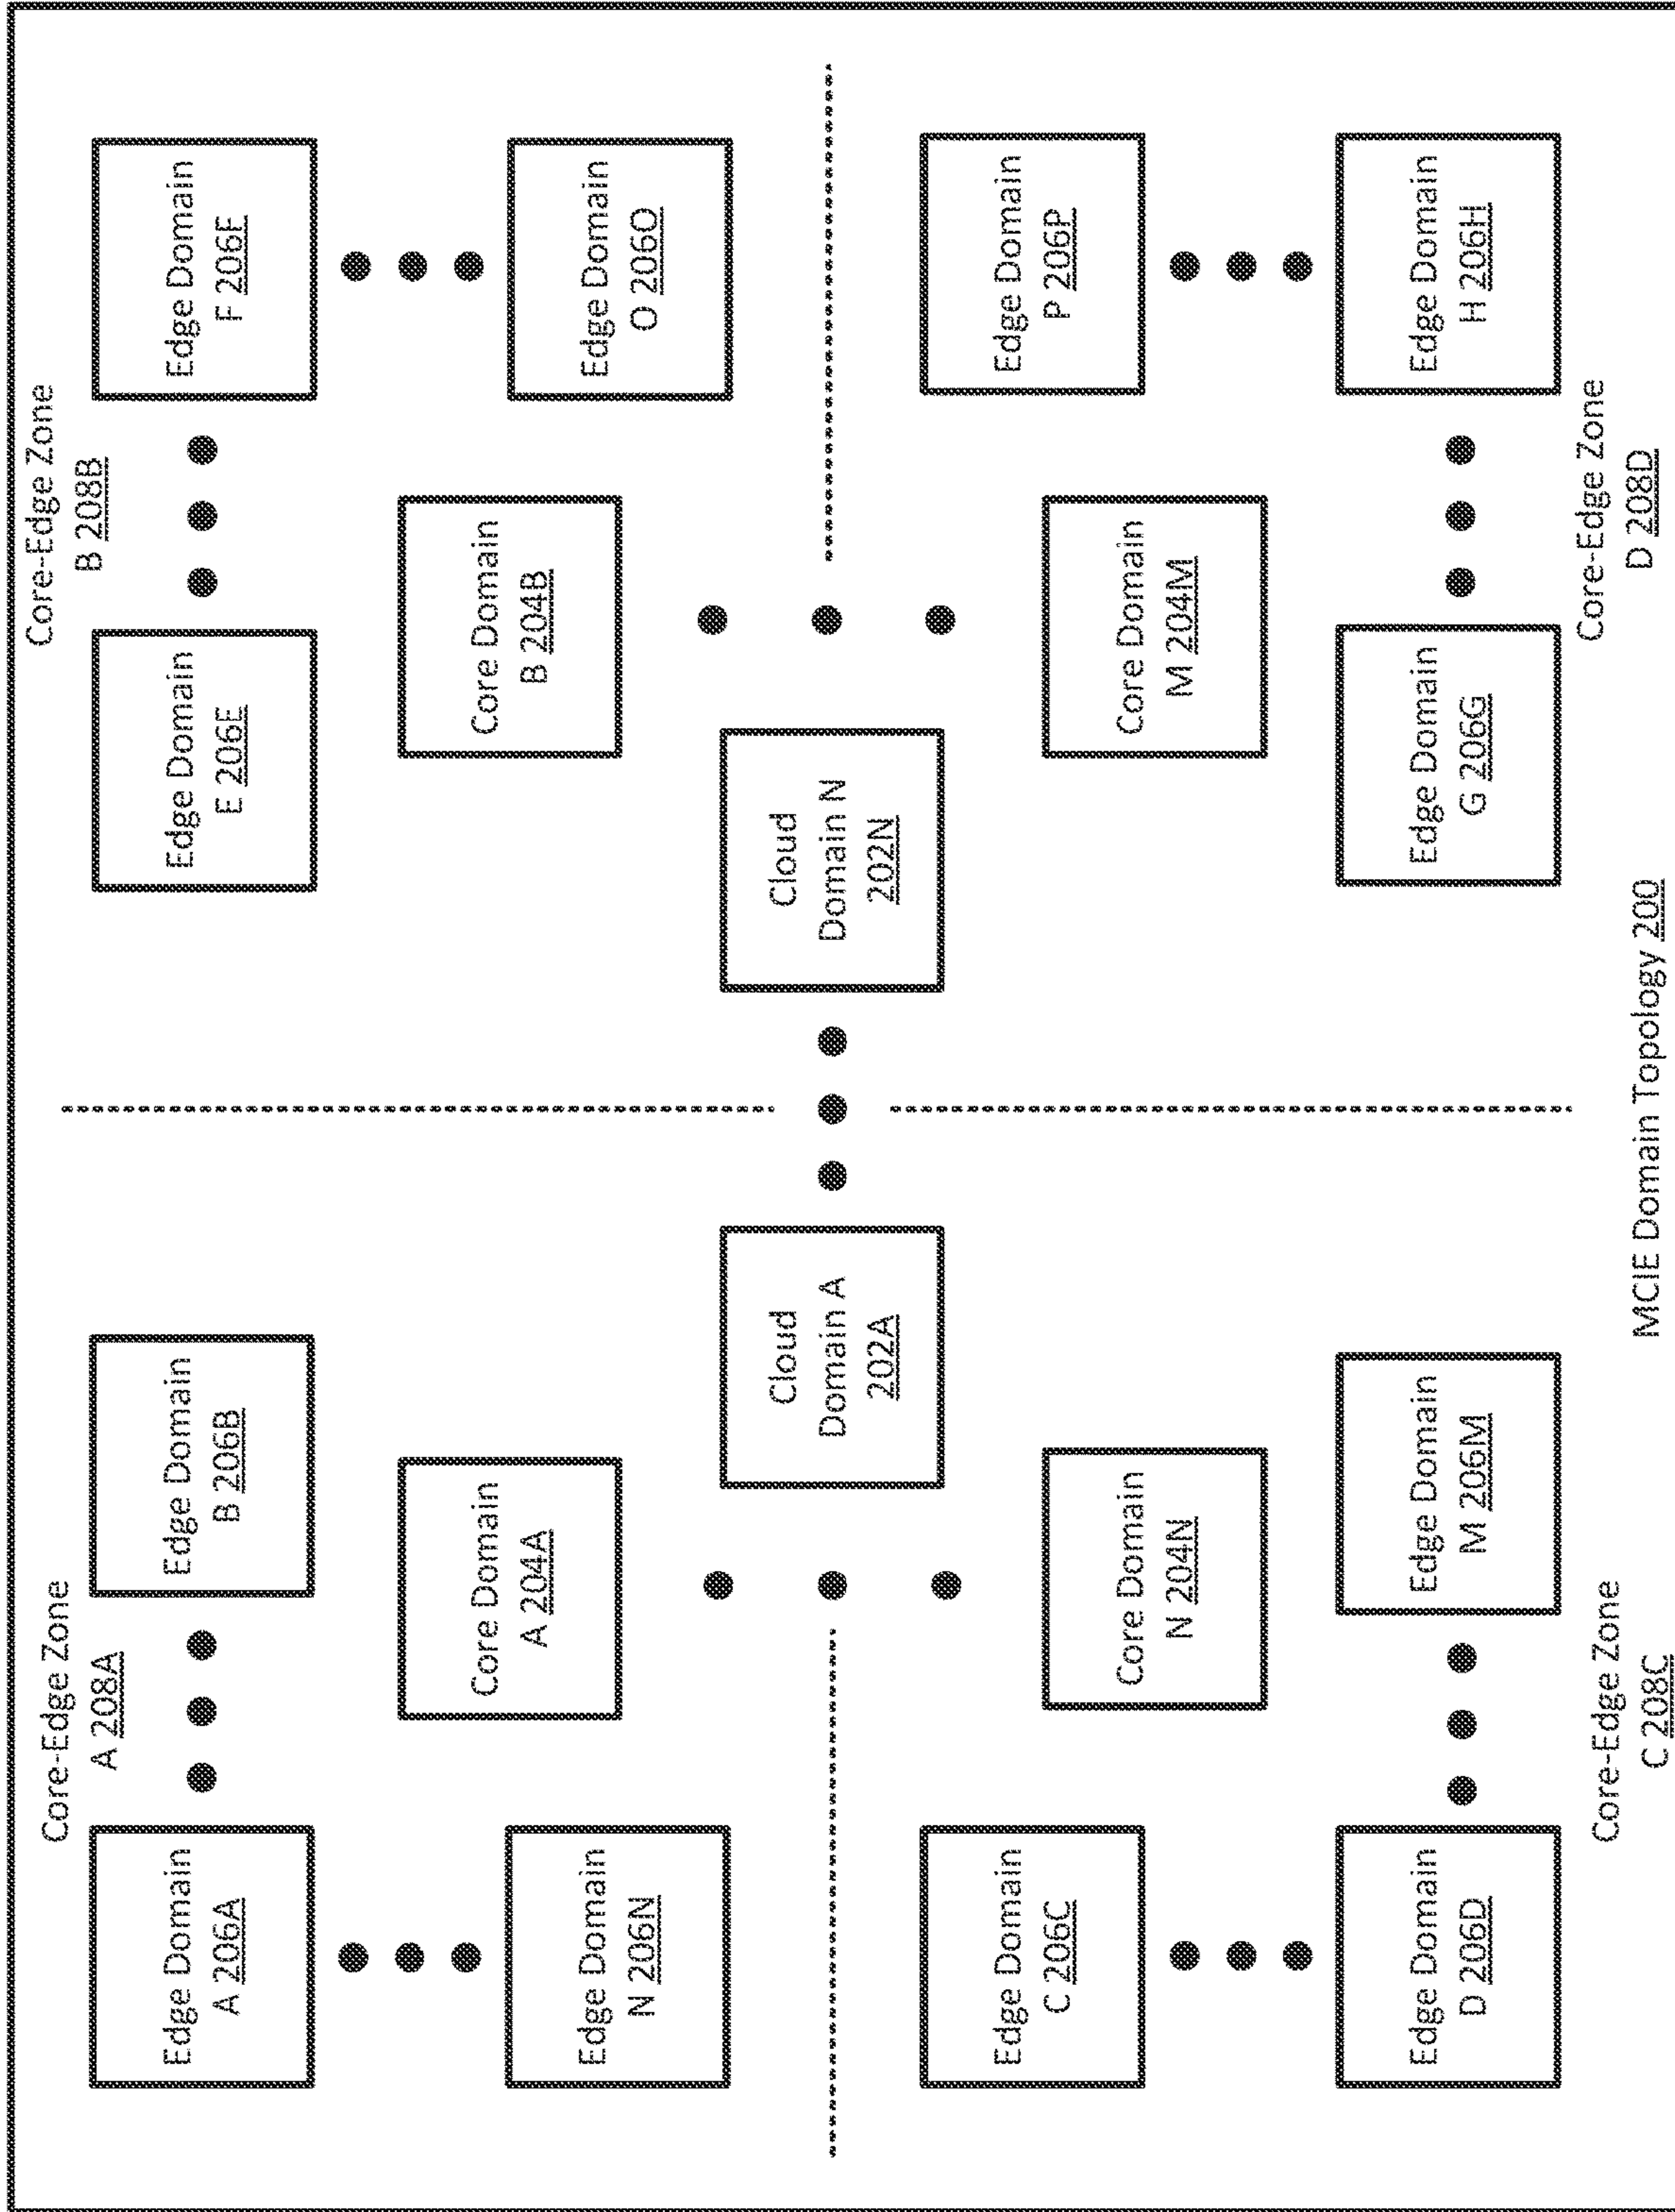 Core-Edge Zone
A 208A
Core-Edge Zone
B 208B
Edge Domain
A 206A
Edge Domain
B 206B
Edge Domain
E 206E
Edge Domain
F 206F
Core Domain
A 204A
Core Domain
B 204B
Edge Domain
N 206N
Edge Domain
O 206O
Cloud
Domain A
202A
Cloud
Domain N
202N
Edge Domain
C 206C
Edge Domain
P 206P
Core Domain
N 204N
Core Domain
M 204M
Edge Domain
D 206D
Edge Domain
M 206M
Edge Domain
G 206G
Edge Domain
H 206H
Core-Edge Zone
C 208C
Core-Edge Zone
D 208D
MCIE Domain Topology 200